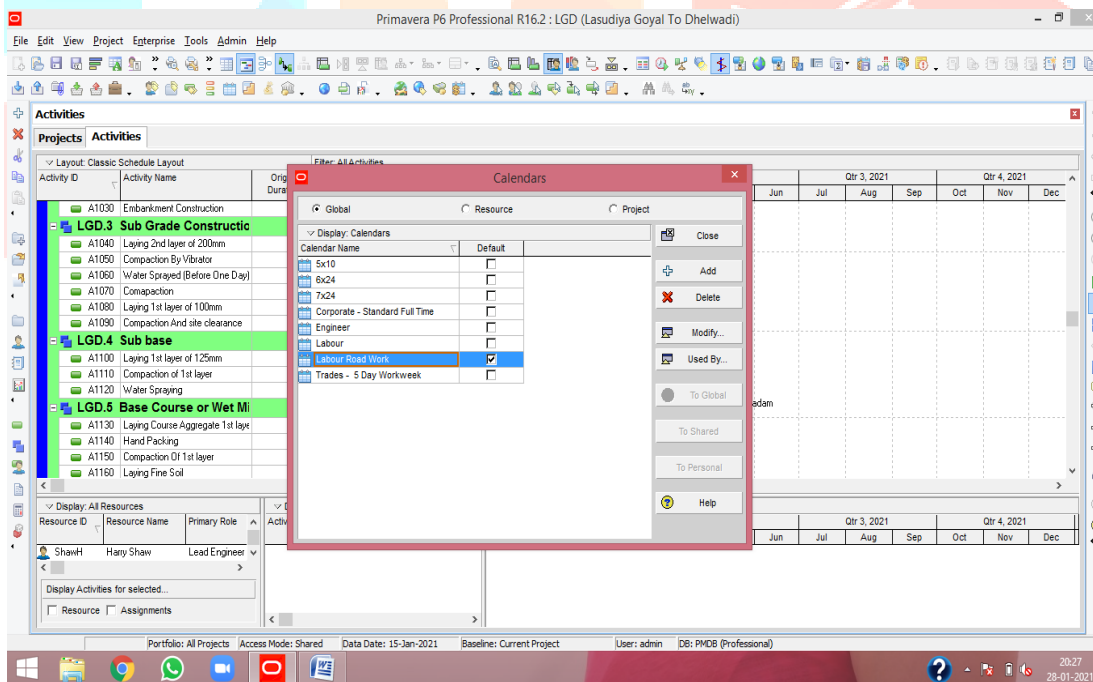 Primavera P6 Professional R16.2 : LGD (Lasudiya Goyal To Dhelwadi)
File Edit View Project Enterprise Tools Admin Help
Activities
Projects Activities
Layout: Classic Schedule Layout Filter: All Activities
Activity ID Activity Name Orig
Durat
Qtr 3, 2021 Qtr 4, 2021
Jun Jul Aug Sep Oct Nov Dec
A1030 Embankment Construction
LGD.3 Sub Grade Constructio
A1040 Laying 2nd layer of 200mm
A1050 Compaction By Vibrator
A1060 Water Sprayed (Before One Day)
A1070 Comapaction
A1080 Laying 1st layer of 100mm
A1090 Compaction And site clearance
LGD.4 Sub base
A1100 Laying 1st layer of 125mm
A1110 Compaction of 1st layer
A1120 Water Spraying
LGD.5 Base Course or Wet Mi
A1130 Laying Course Aggregate 1st laye
A1140 Hand Packing
A1150 Compaction Of 1st layer
A1160 Laying Fine Soil
adam
Calendars
Global Resource Project
Display: Calendars
Calendar Name Default
5x10
6x24
7x24
Corporate - Standard Full Time
Engineer
Labour
Labour Road Work
Trades - 5 Day Workweek
Close
Add
Delete
Modify...
Used By...
To Global
To Shared
To Personal
Help
Display: All Resources
Resource ID Resource Name Primary Role
Activ
ShawH Harry Shaw Lead Engineer
Display Activities for selected...
Resource Assignments
Qtr 3, 2021 Qtr 4, 2021
Jun Jul Aug Sep Oct Nov Dec
Portfolio: All Projects Access Mode: Shared Data Date: 15-Jan-2021 Baseline: Current Project User: admin DB: PMDB (Professional)
20:27
28-01-2021